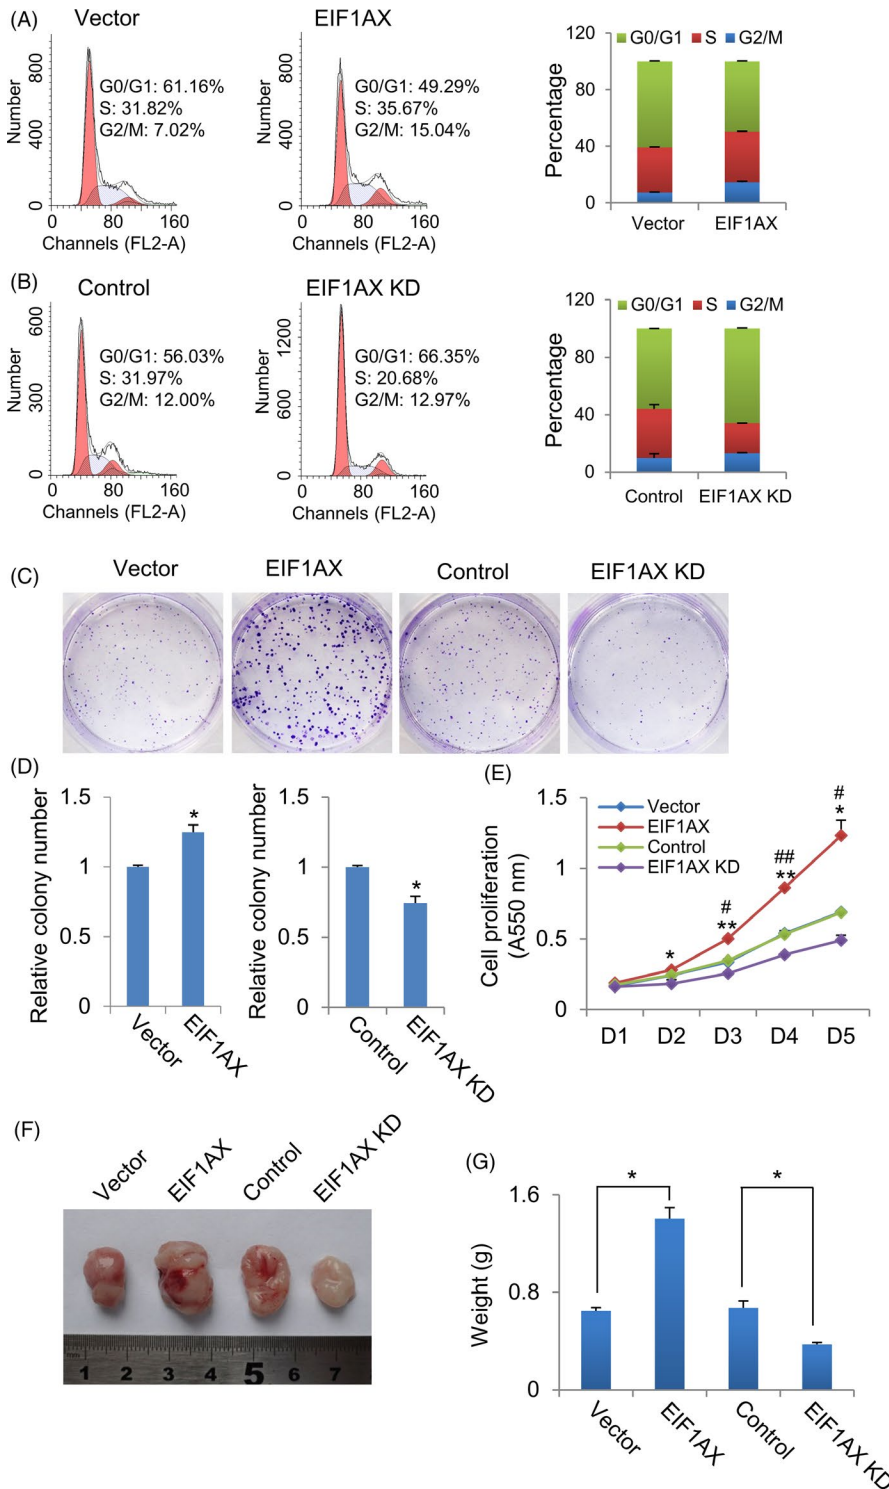 (A) Vector EIF1AX
Number
800
400
0
G0/G1: 61.16%
S: 31.82%
G2/M: 7.02%
0 80 160
Channels (FL2-A)
Number
800
400
0
G0/G1: 49.29%
S: 35.67%
G2/M: 15.04%
0 80 160
Channels (FL2-A)
Percentage
120
80
40
0
G0/G1 S G2/M
Vector EIF1AX
(B) Control EIF1AX KD
Number
600
300
0
G0/G1: 56.03%
S: 31.97%
G2/M: 12.00%
0 80 160
Channels (FL2-A)
Number
1200
600
0
G0/G1: 66.35%
S: 20.68%
G2/M: 12.97%
0 80 160
Channels (FL2-A)
Percentage
120
80
40
0
G0/G1 S G2/M
Control EIF1AX KD
(C) Vector EIF1AX Control EIF1AX KD
(D)
Relative colony number
1.5
1
0.5
0
*
Vector EIF1AX
Relative colony number
1.5
1
0.5
0
*
Control EIF1AX KD
(E)
Cell proliferation
(A550 nm)
1.5
1
0.5
0
Vector
EIF1AX
Control
EIF1AX KD
*
#
**
##
**
#
*
D1 D2 D3 D4 D5
(F)
Vector EIF1AX Control EIF1AX KD
mm 1 2 3 4 5 6 7
(G)
Weight (g)
1.6
0.8
0
* *
Vector EIF1AX Control EIF1AX KD